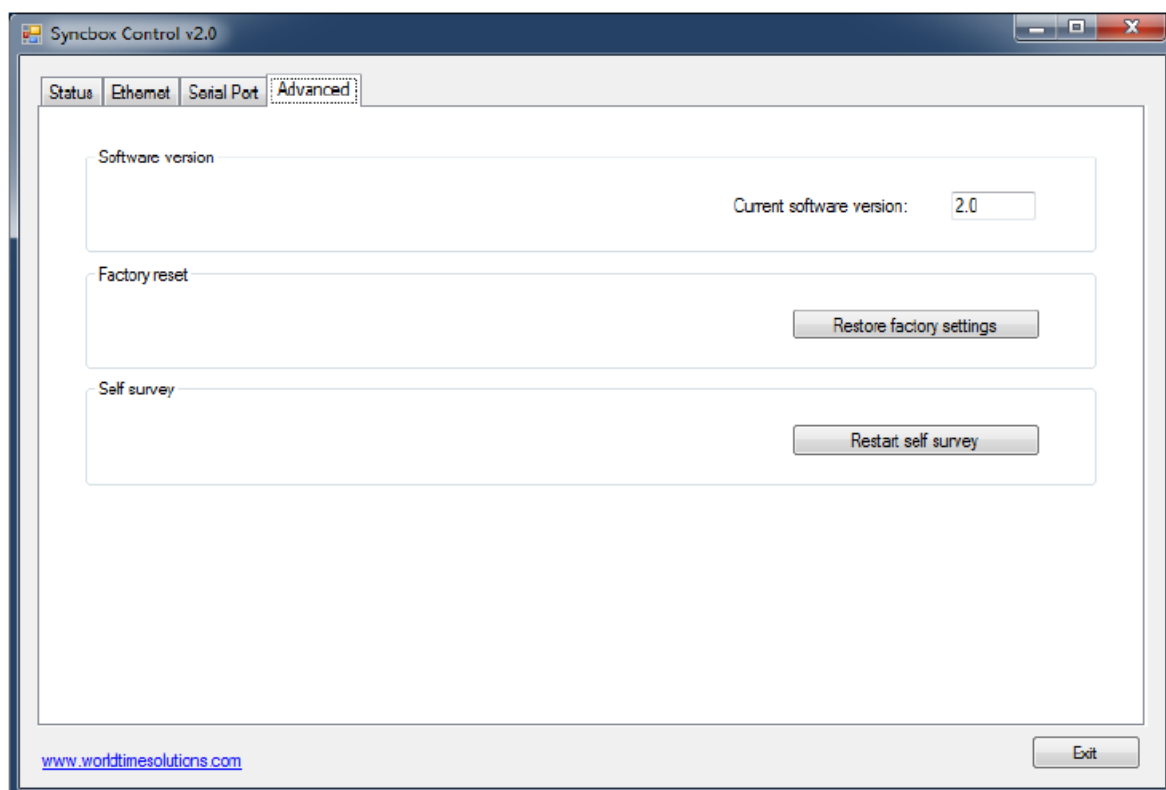 Syncbox Control v2.0
Status Ethernet Serial Port Advanced
Software version
Current software version: 2.0
Factory reset
Restore factory settings
Self survey
Restart self survey
www.worldtimesolutions.com Exit